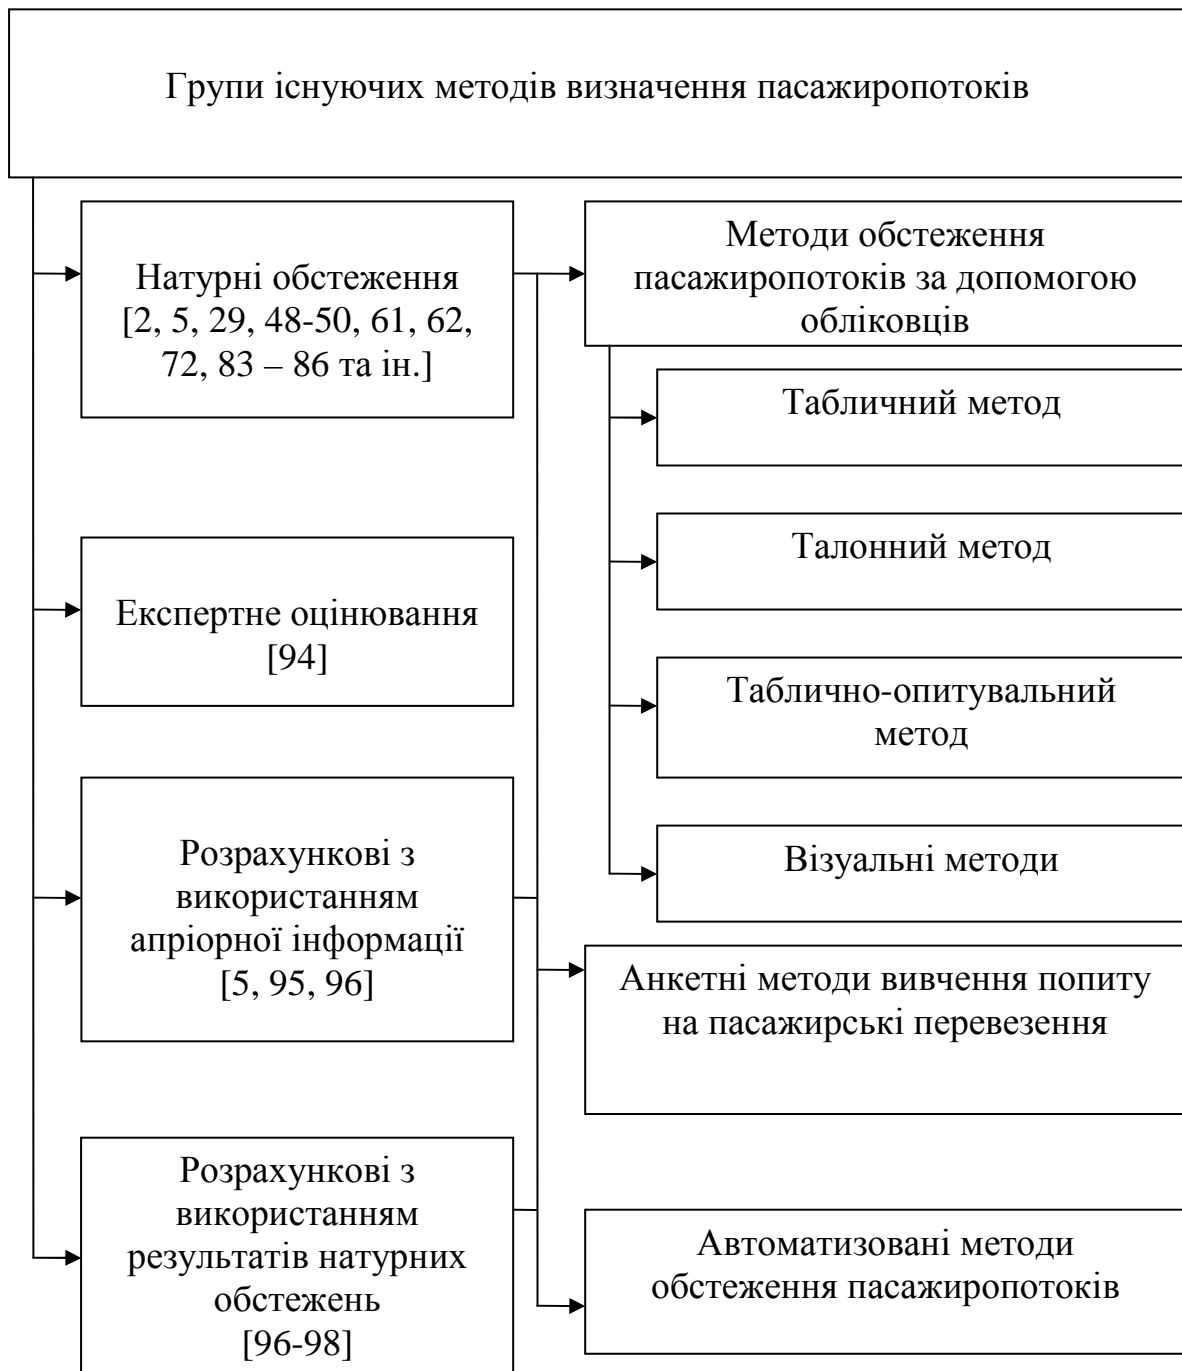 Групи існуючих методів визначення пасажиропотоків
Натурні обстеження
[2, 5, 29, 48-50, 61, 62,
72, 83 – 86 та ін.]
Експертне оцінювання
[94]
Розрахункові з
використанням
апріорної інформації
[5, 95, 96]
Розрахункові з
використанням
результатів натурних
обстежень
[96-98]
Методи обстеження
пасажиропотоків за допомогою
обліковців
Табличний метод
Талонний метод
Таблично-опитувальний
метод
Візуальні методи
Анкетні методи вивчення попиту
на пасажирські перевезення
Автоматизовані методи
обстеження пасажиропотоків